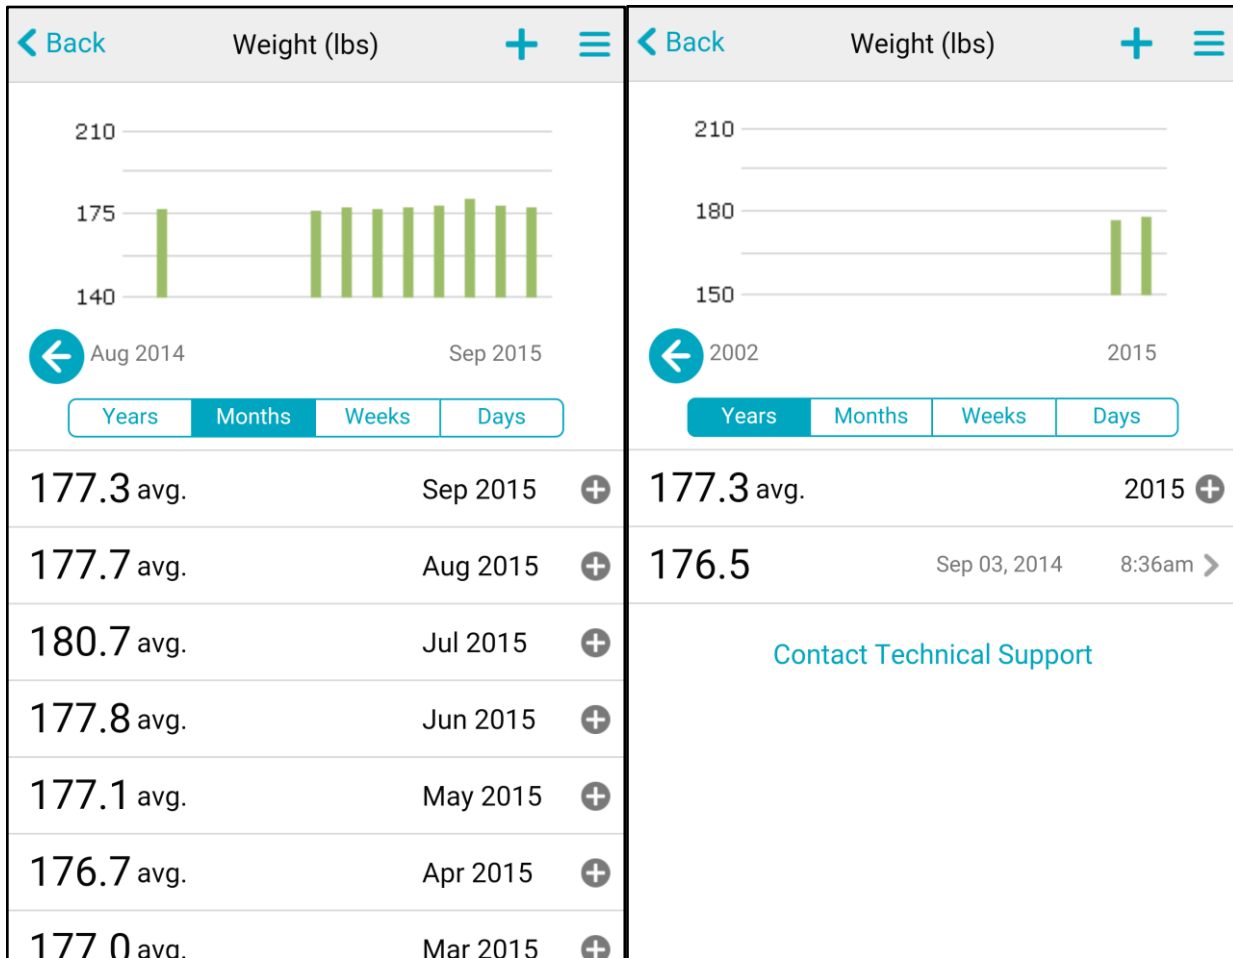 Back Weight (lbs)
210
175
140
Aug 2014 Sep 2015
Years Months Weeks Days
177.3 avg. Sep 2015
177.7 avg. Aug 2015
180.7 avg. Jul 2015
177.8 avg. Jun 2015
177.1 avg. May 2015
176.7 avg. Apr 2015
177.0 avg. Mar 2015
Back Weight (lbs)
210
180
150
2002 2015
Years Months Weeks Days
177.3 avg. 2015
176.5 Sep 03, 2014 8:36am
Contact Technical Support